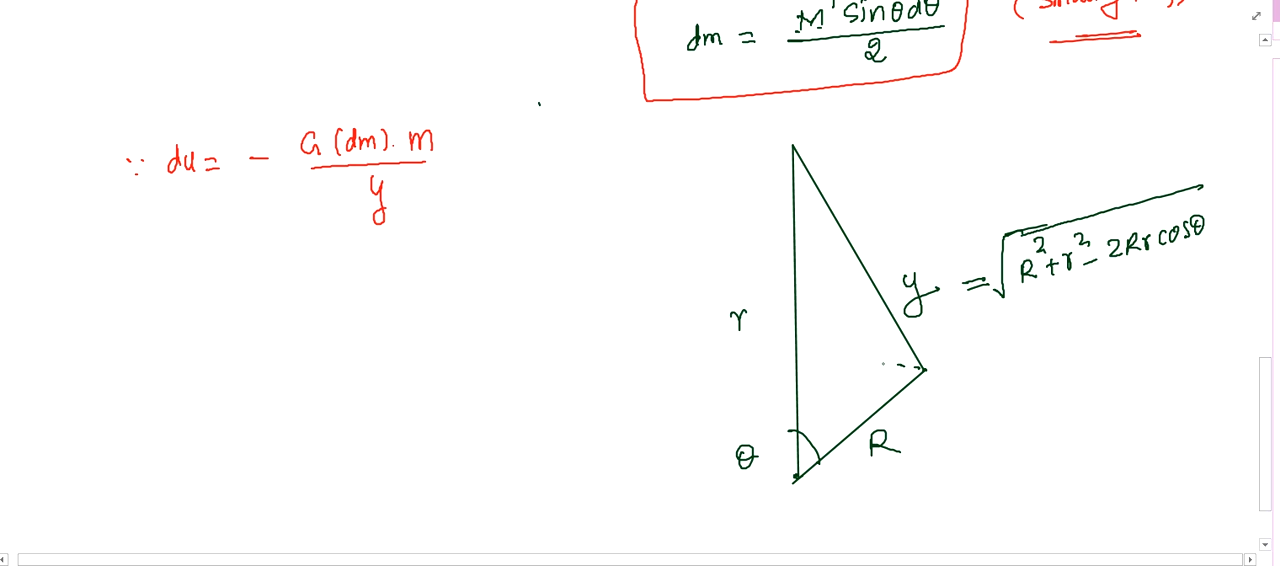 dm = M' sinθdθ / 2
∵ du = - G (dm). m / y
y = √R² + r² - 2Rr cosθ
r
θ
R